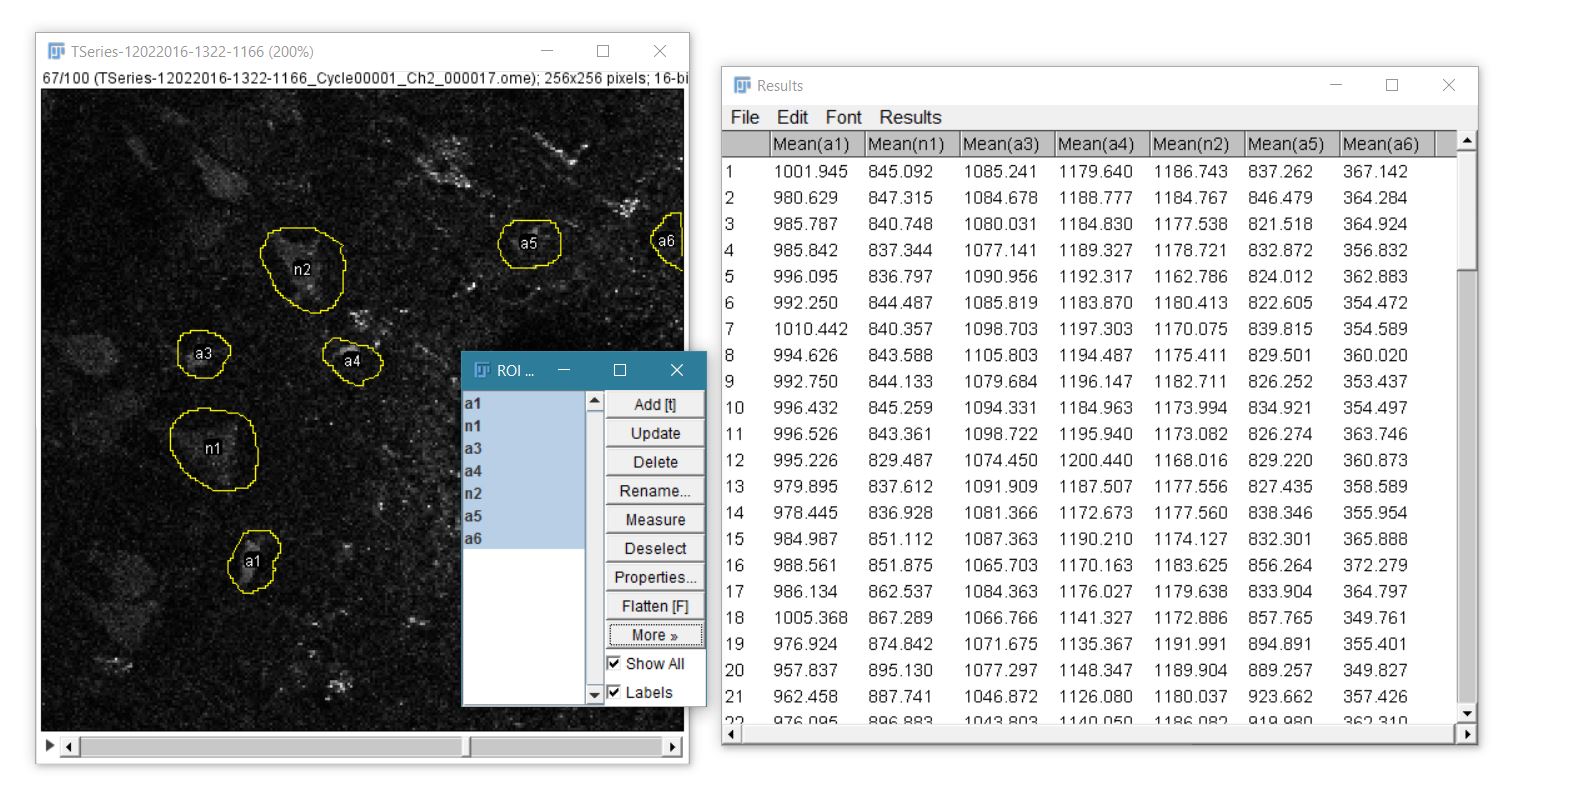 TSeries-12022016-1322-1166 (200%)
67/100 (TSeries-12022016-1322-1166_Cycle00001_Ch2_000017.ome); 256x256 pixels; 16-bi
a5
a6
n2
a3
a4
n1
a1
ROI ...
a1
n1
a3
a4
n2
a5
a6
Add [t]
Update
Delete
Rename...
Measure
Deselect
Properties...
Flatten [F]
More »
Show All
Labels
Results
File Edit Font Results
Mean(a1) Mean(n1) Mean(a3) Mean(a4) Mean(n2) Mean(a5) Mean(a6)
1 1001.945 845.092 1085.241 1179.640 1186.743 837.262 367.142
2 980.629 847.315 1084.678 1188.777 1184.767 846.479 364.284
3 985.787 840.748 1080.031 1184.830 1177.538 821.518 364.924
4 985.842 837.344 1077.141 1189.327 1178.721 832.872 356.832
5 996.095 836.797 1090.956 1192.317 1162.786 824.012 362.883
6 992.250 844.487 1085.819 1183.870 1180.413 822.605 354.472
7 1010.442 840.357 1098.703 1197.303 1170.075 839.815 354.589
8 994.626 843.588 1105.803 1194.487 1175.411 829.501 360.020
9 992.750 844.133 1079.684 1196.147 1182.711 826.252 353.437
10 996.432 845.259 1094.331 1184.963 1173.994 834.921 354.497
11 996.526 843.361 1098.722 1195.940 1173.082 826.274 363.746
12 995.226 829.487 1074.450 1200.440 1168.016 829.220 360.873
13 979.895 837.612 1091.909 1187.507 1177.556 827.435 358.589
14 978.445 836.928 1081.366 1172.673 1177.560 838.346 355.954
15 984.987 851.112 1087.363 1190.210 1174.127 832.301 365.888
16 988.561 851.875 1065.703 1170.163 1183.625 856.264 372.279
17 986.134 862.537 1084.363 1176.027 1179.638 833.904 364.797
18 1005.368 867.289 1066.766 1141.327 1172.886 857.765 349.761
19 976.924 874.842 1071.675 1135.367 1191.991 894.891 355.401
20 957.837 895.130 1077.297 1148.347 1189.904 889.257 349.827
21 962.458 887.741 1046.872 1126.080 1180.037 923.662 357.426
22 976.095 896.883 1043.803 1140.050 1186.082 919.980 362.310